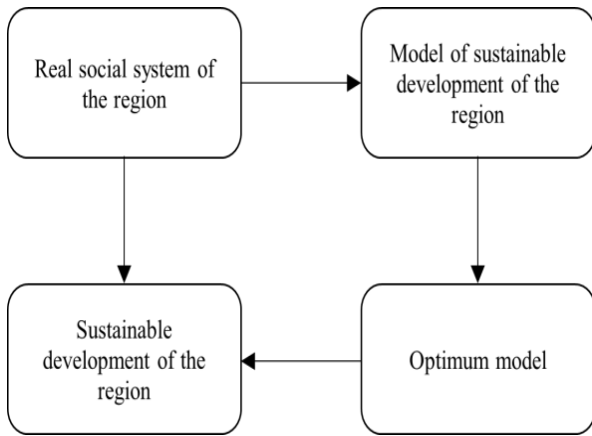 Real social system of
the region
Model of sustainable
development of the
region
Sustainable
development of the
region
Optimum model